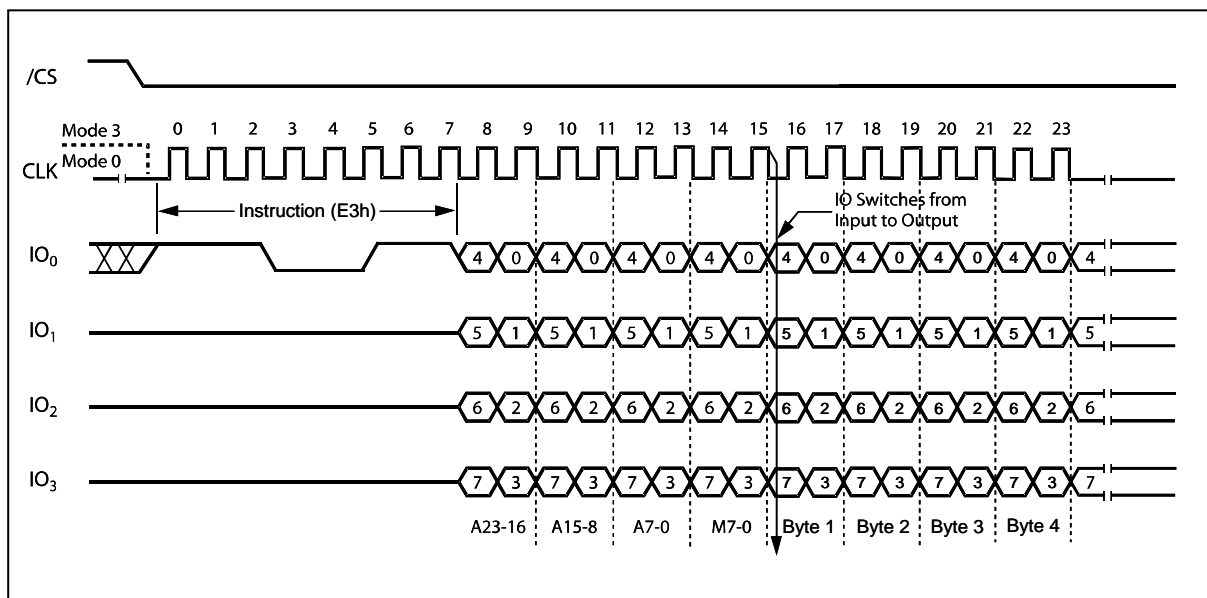 /CS
Mode 3
0 1 2 3 4 5 6 7 8 9 10 11 12 13 14 15 16 17 18 19 20 21 22 23
CLK
Mode 0
Instruction (E3h)
IO Switches from
Input to Output
IO0
4 0 4 0 4 0 4 0 4 0 4 0 4 0 4 0 4
IO1
5 1 5 1 5 1 5 1 5 1 5 1 5 1 5 1 5
IO2
6 2 6 2 6 2 6 2 6 2 6 2 6 2 6 2 6
IO3
7 3 7 3 7 3 7 3 7 3 7 3 7 3 7 3 7
A23-16 A15-8 A7-0 M7-0 Byte 1 Byte 2 Byte 3 Byte 4